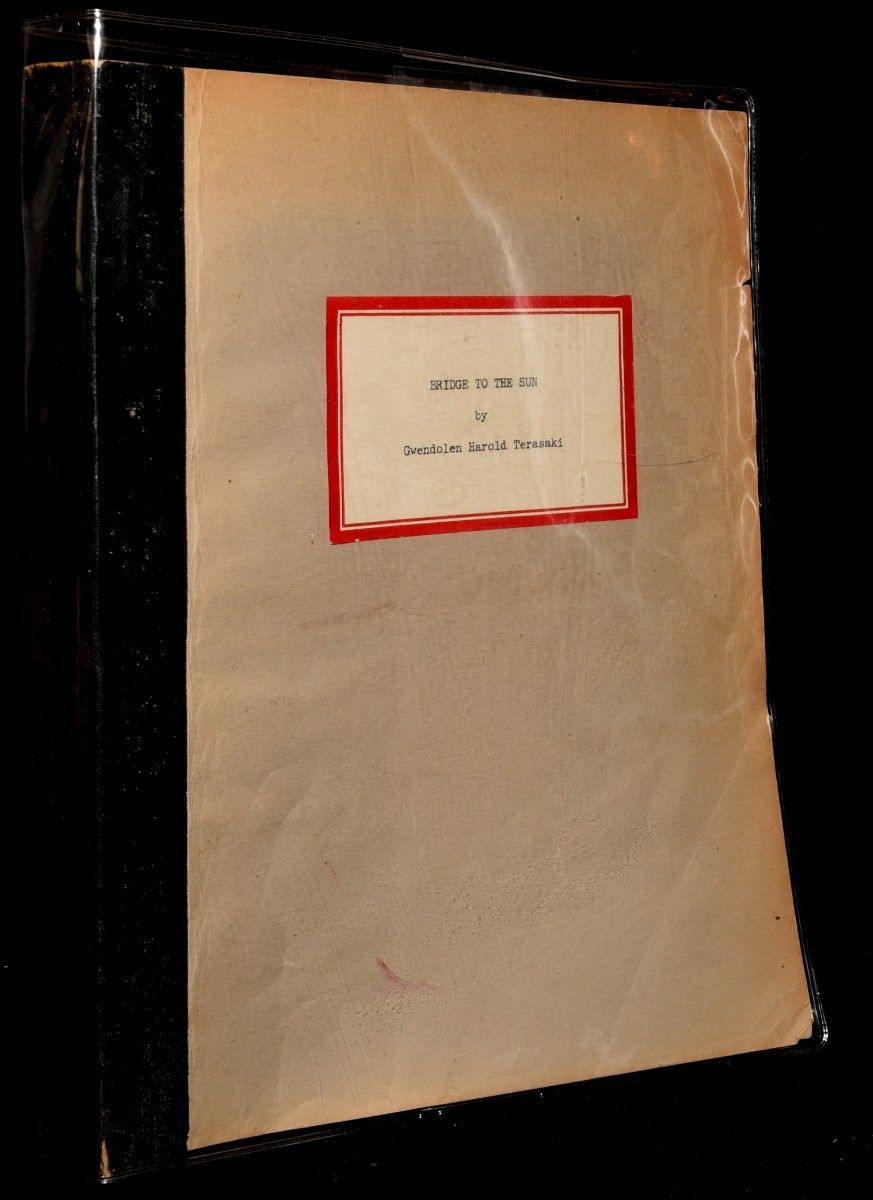 BRIDGE TO THE SUN
by
Gwendolen Harold Terasaki